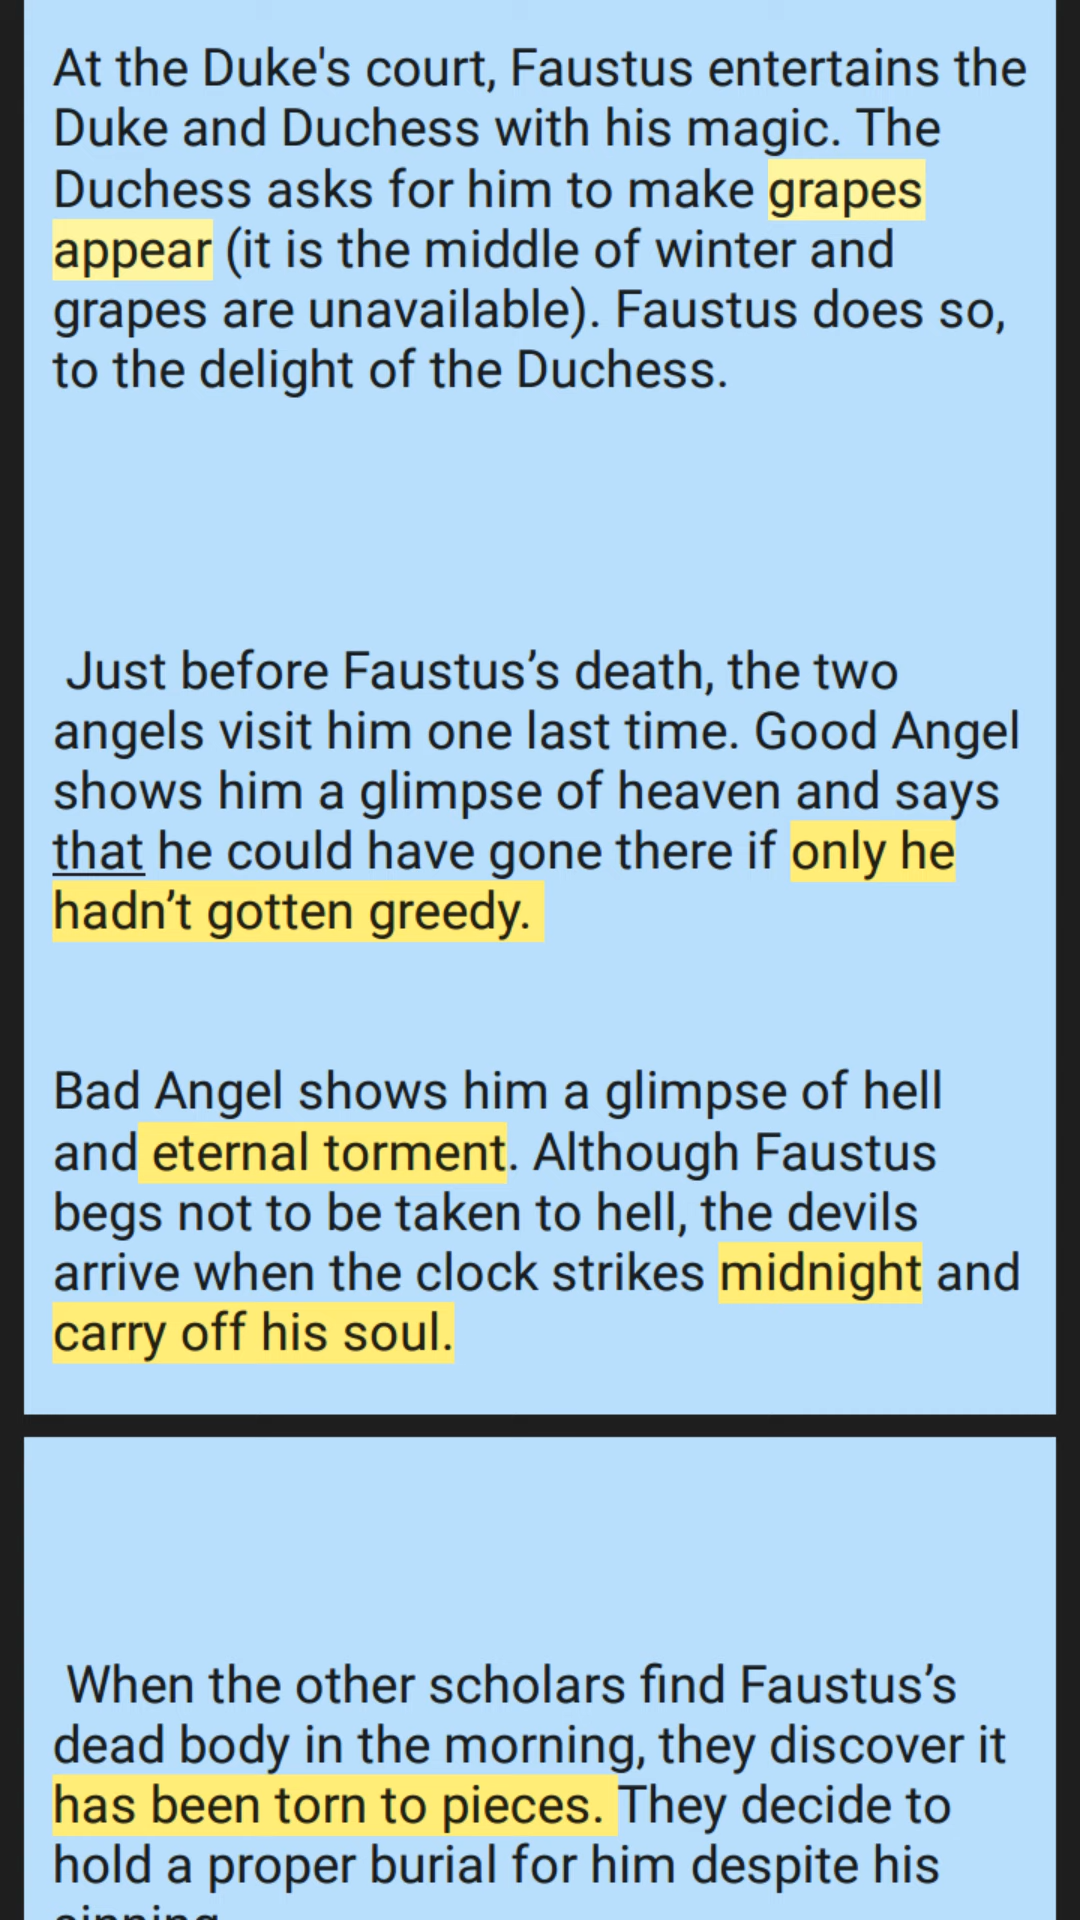 At the Duke's court, Faustus entertains the
Duke and Duchess with his magic. The
Duchess asks for him to make grapes
appear (it is the middle of winter and
grapes are unavailable). Faustus does so,
to the delight of the Duchess.
Just before Faustus’s death, the two
angels visit him one last time. Good Angel
shows him a glimpse of heaven and says
that he could have gone there if only he
hadn’t gotten greedy.
Bad Angel shows him a glimpse of hell
and eternal torment. Although Faustus
begs not to be taken to hell, the devils
arrive when the clock strikes midnight and
carry off his soul.
When the other scholars find Faustus’s
dead body in the morning, they discover it
has been torn to pieces. They decide to
hold a proper burial for him despite his